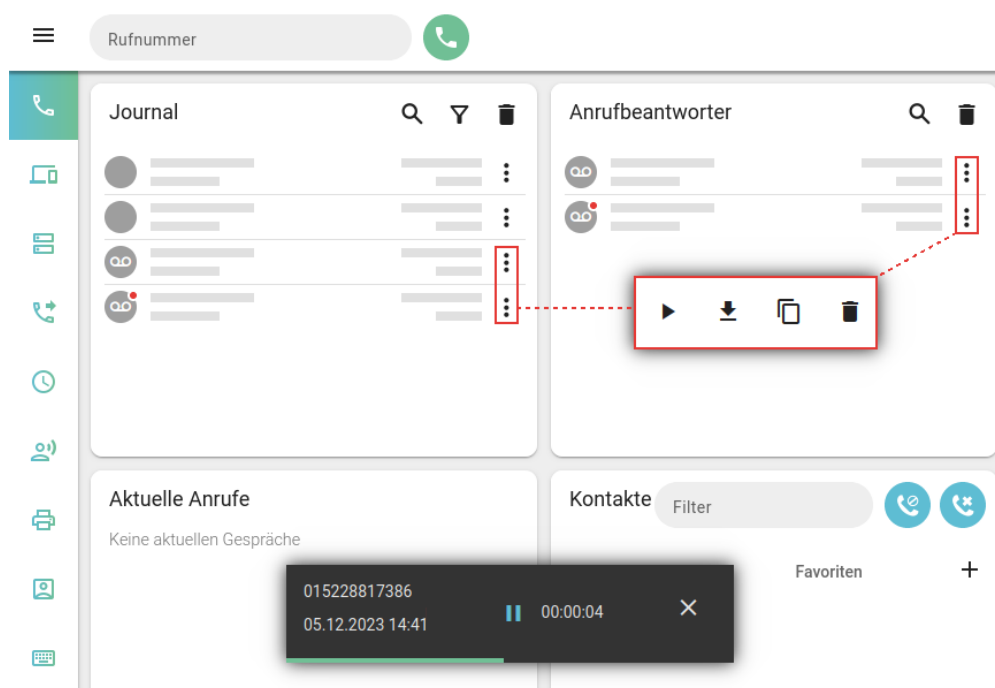 Rufnummer
Journal
Anrufbeantworter
Aktuelle Anrufe
Keine aktuellen Gespräche
Kontakte
Filter
Favoriten
015228817386
05.12.2023 14:41
00:00:04